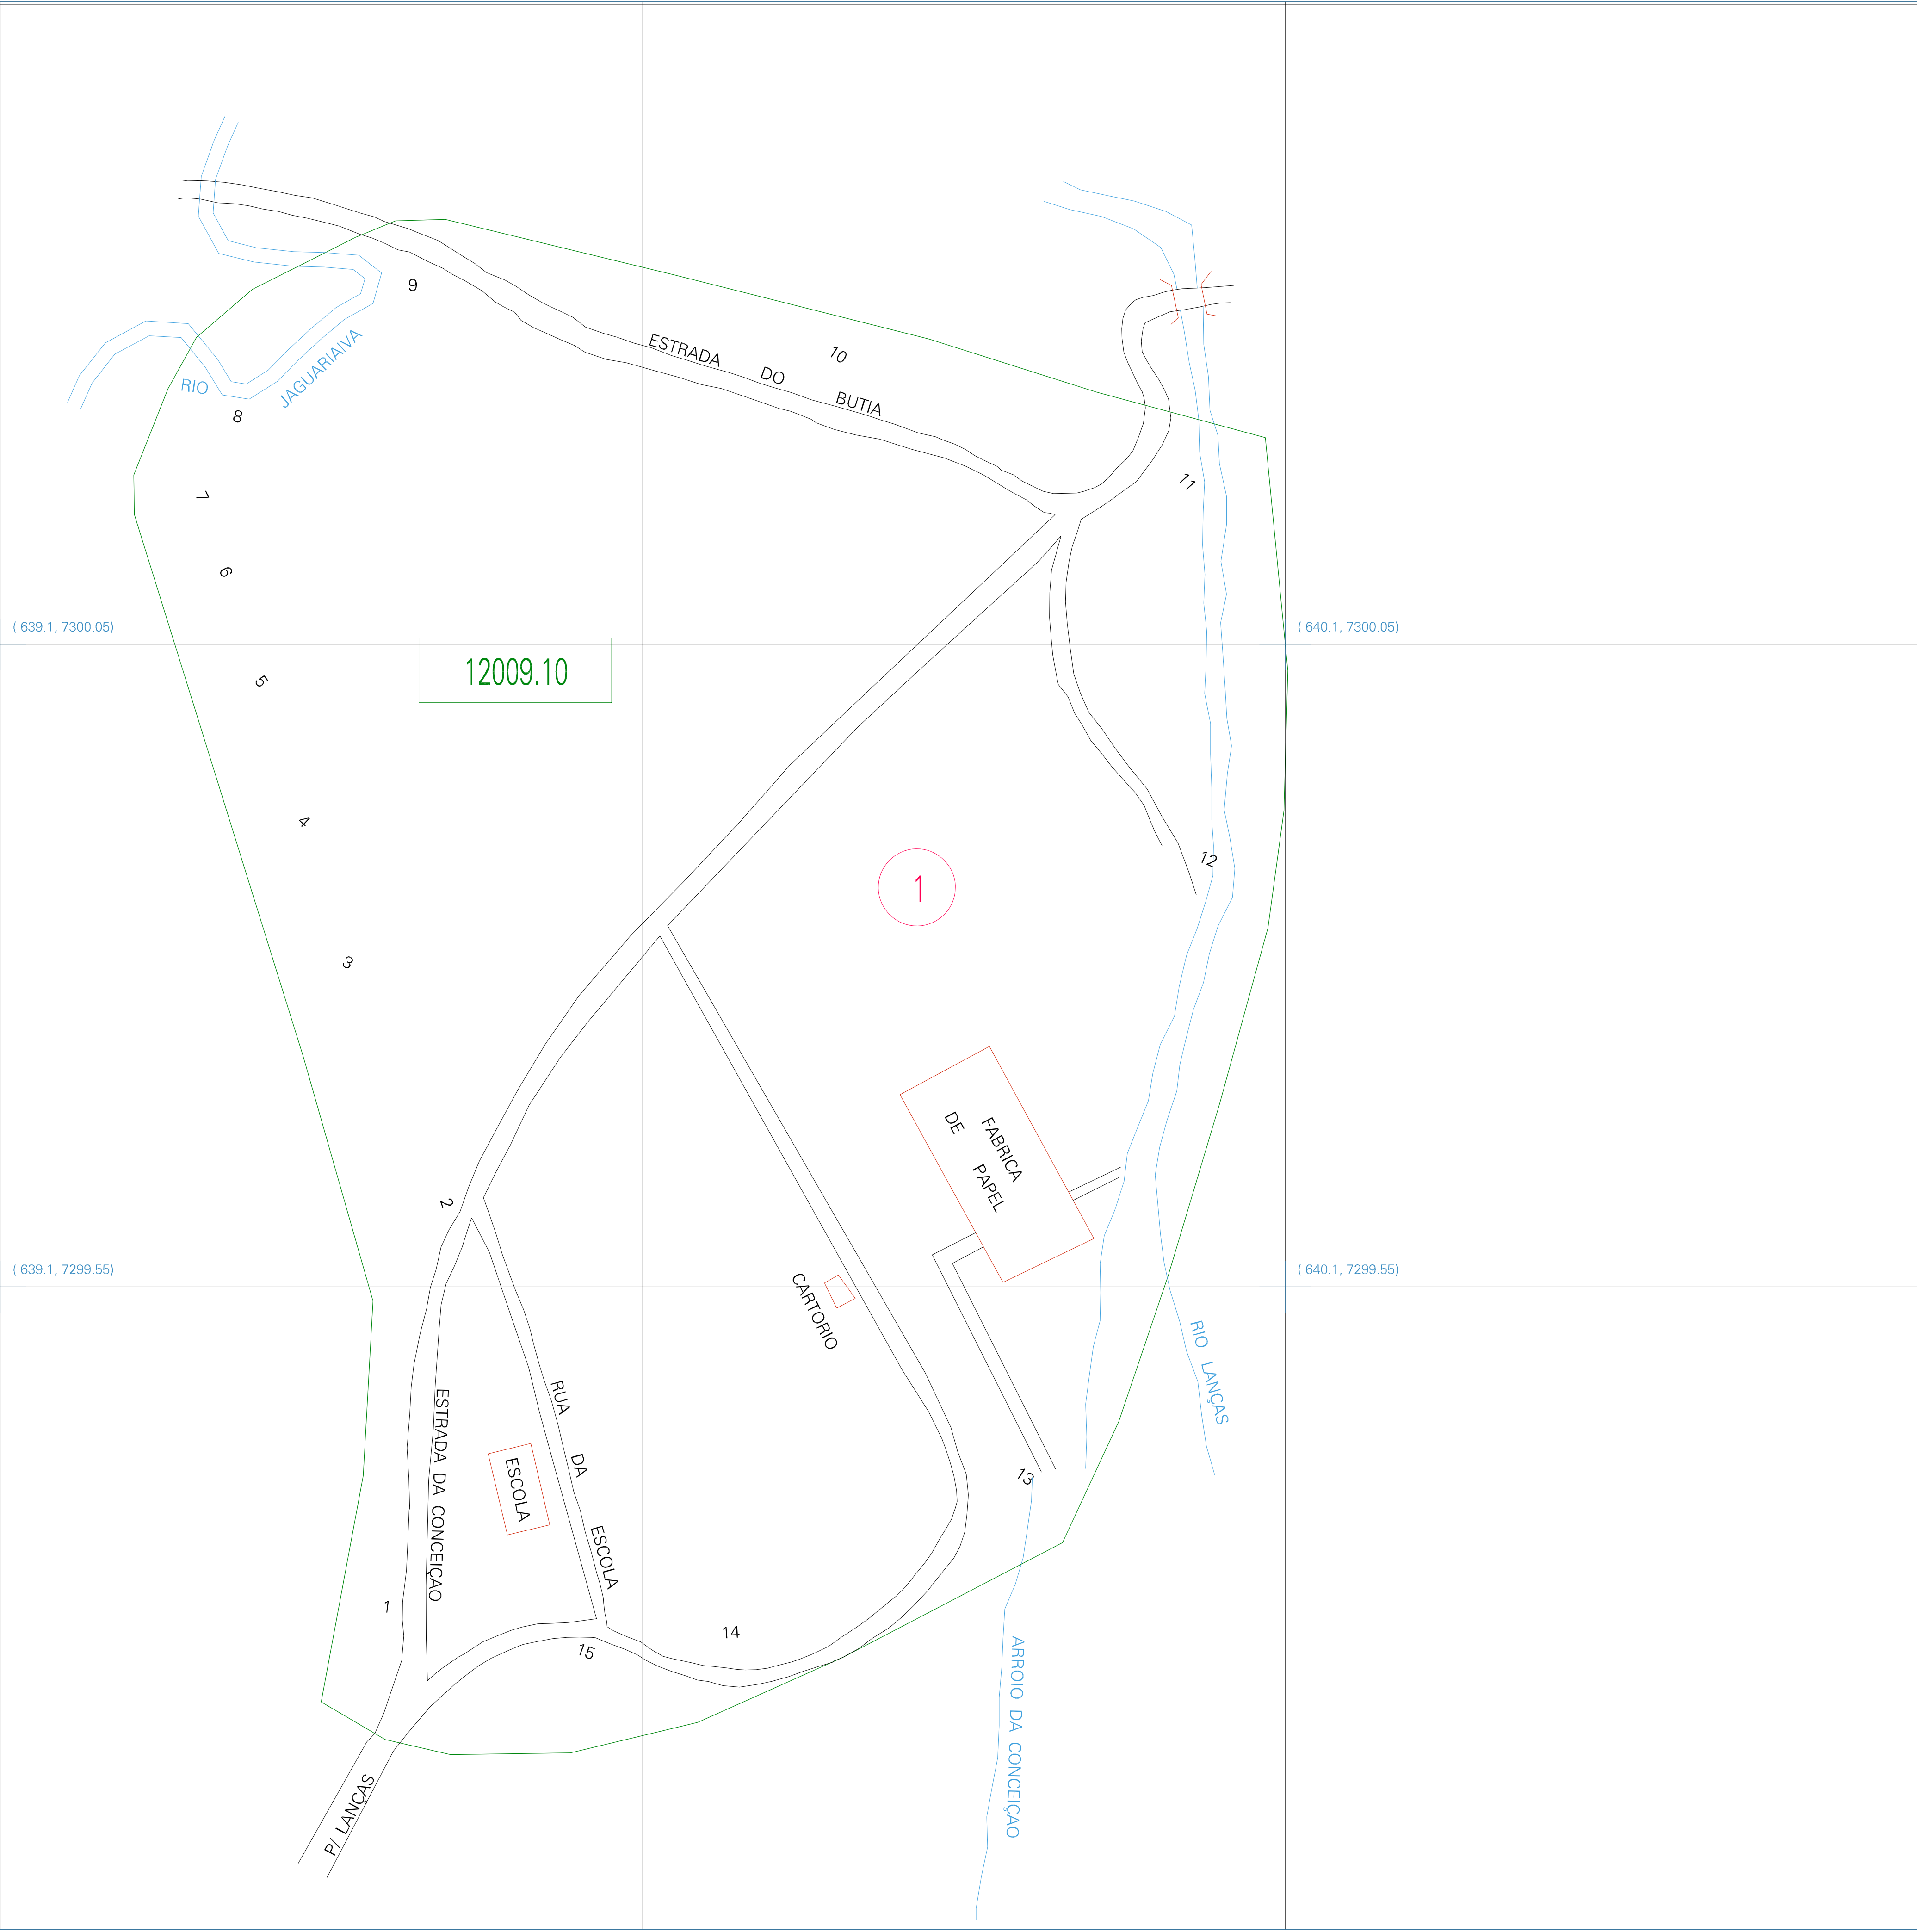 9
ESTRADA DO BUTIA
10
RIO JAGUARIAIVA
8
11
7
6
( 639.1, 7300.05)
( 640.1, 7300.05)
12009.10
5
4
12
1
3
FABRICA
DE PAPEL
2
( 639.1, 7299.55)
( 640.1, 7299.55)
CARTORIO
RIO LANÇAS
ESTRADA DA CONCEIÇAO
RUA DA ESCOLA
ESCOLA
13
1
14
15
ARROIO DA CONCEIÇAO
P/ LANÇAS